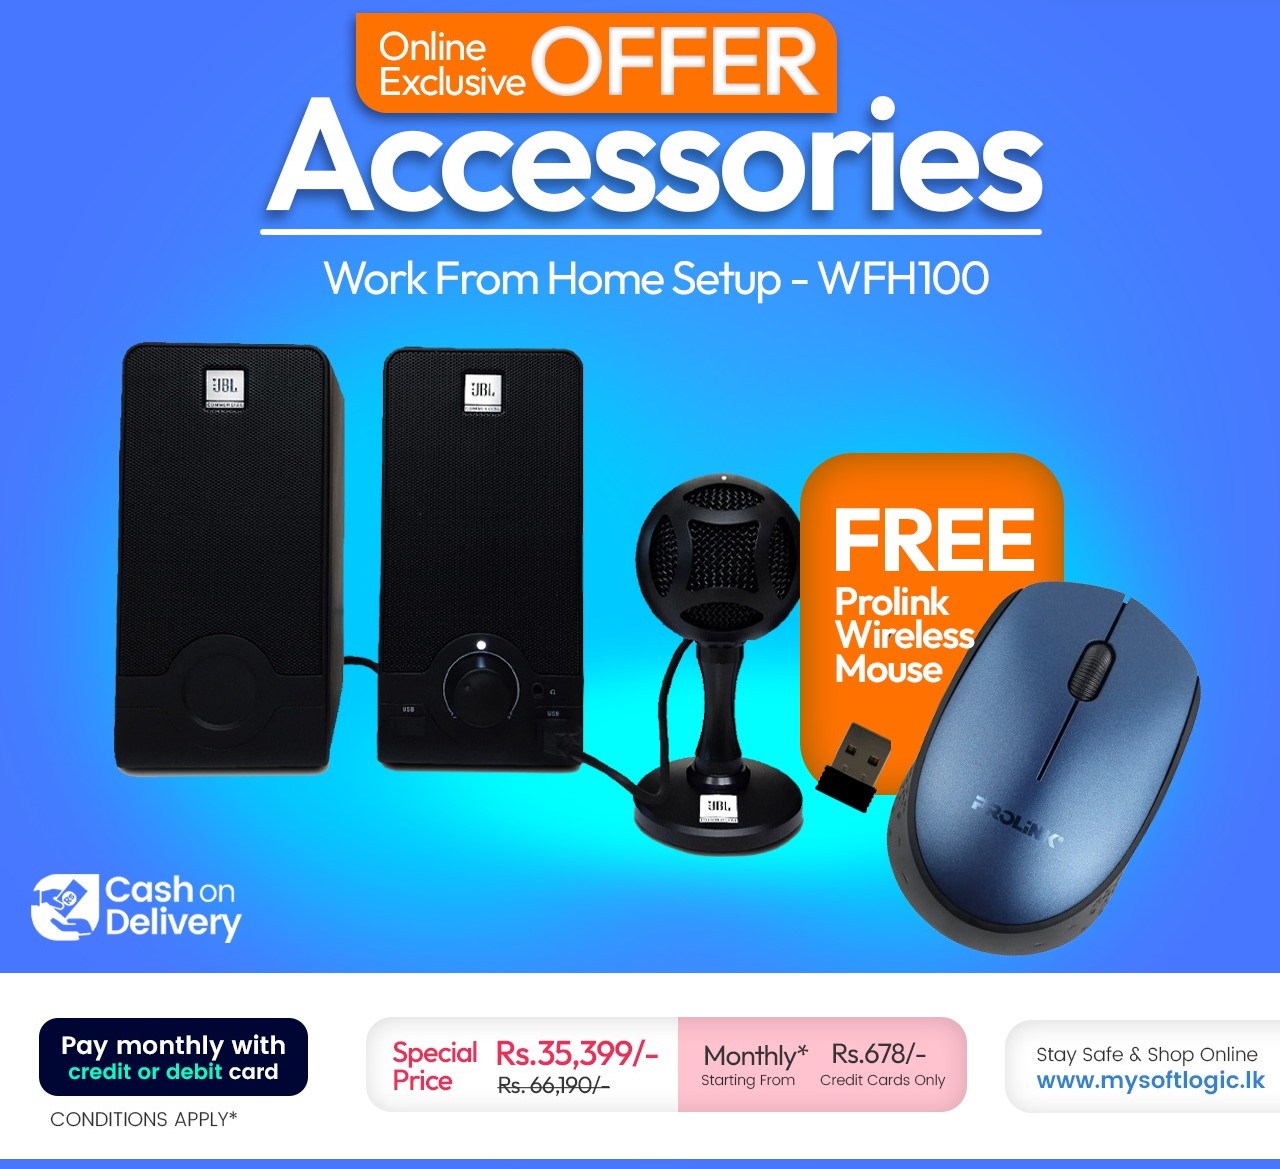 Online
Exclusive OFFER
Accessories
Work From Home Setup - WFH100
JBL
JBL
FREE
Prolink
Wireless
Mouse
USB
USB
JBL
PROLiNK
Cash on
Delivery
Pay monthly with
credit or debit card
CONDITIONS APPLY*
Special
Price
Rs.35,399/-
Rs. 66,190/-
Monthly*
Starting From
Rs.678/-
Credit Cards Only
Stay Safe & Shop Online
www.mysoftlogic.lk